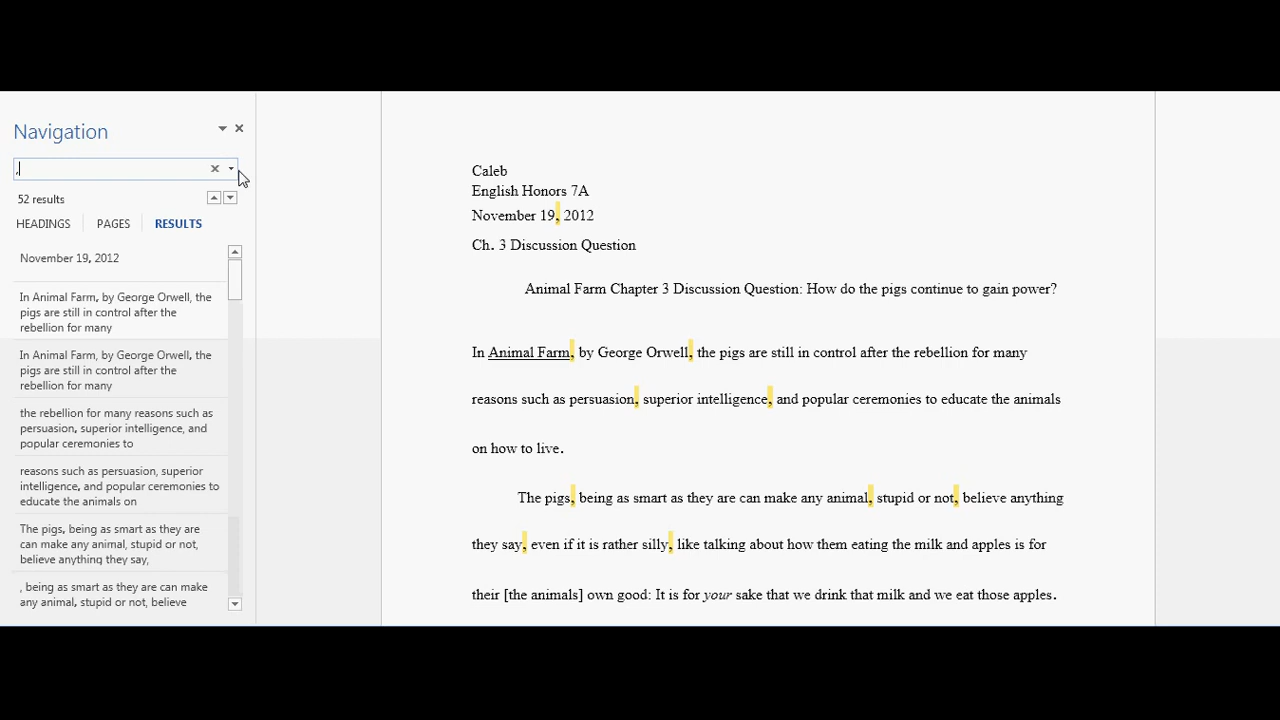 Navigation
,
52 results
HEADINGS
PAGES
RESULTS
November 19, 2012
In Animal Farm, by George Orwell, the
pigs are still in control after the
rebellion for many
In Animal Farm, by George Orwell, the
pigs are still in control after the
rebellion for many
the rebellion for many reasons such as
persuasion, superior intelligence, and
popular ceremonies to
reasons such as persuasion, superior
intelligence, and popular ceremonies to
educate the animals on
The pigs, being as smart as they are
can make any animal, stupid or not,
believe anything they say,
, being as smart as they are can make
any animal, stupid or not, believe
Caleb
English Honors 7A
November 19, 2012
Ch. 3 Discussion Question
Animal Farm Chapter 3 Discussion Question: How do the pigs continue to gain power?
In Animal Farm, by George Orwell, the pigs are still in control after the rebellion for many
reasons such as persuasion, superior intelligence, and popular ceremonies to educate the animals
on how to live.
The pigs, being as smart as they are can make any animal, stupid or not, believe anything
they say, even if it is rather silly, like talking about how them eating the milk and apples is for
their [the animals] own good: It is for your sake that we drink that milk and we eat those apples.